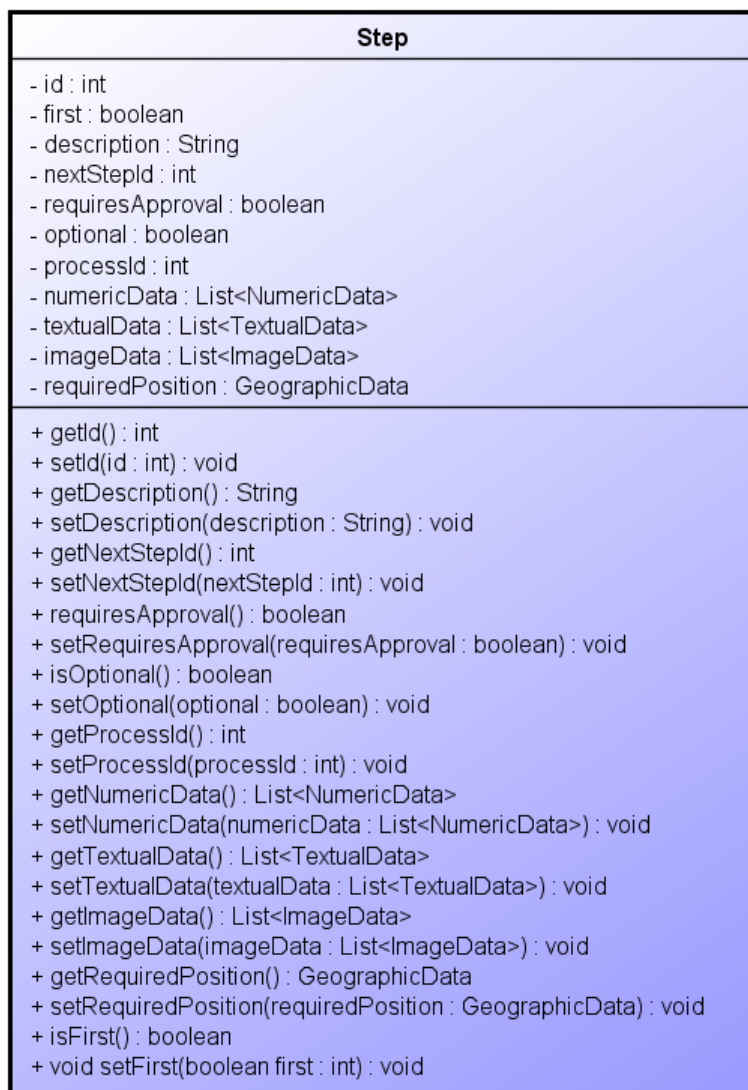 Step
- id : int
- first : boolean
- description : String
- nextStepId : int
- requiresApproval : boolean
- optional : boolean
- processId : int
- numericData : List<NumericData>
- textualData : List<TextualData>
- imageData : List<ImageData>
- requiredPosition : GeographicData
+ getId() : int
+ setId(id : int) : void
+ getDescription() : String
+ setDescription(description : String) : void
+ getNextStepId() : int
+ setNextStepId(nextStepId : int) : void
+ requiresApproval() : boolean
+ setRequiresApproval(requiresApproval : boolean) : void
+ isOptional() : boolean
+ setOptional(optional : boolean) : void
+ getProcessId() : int
+ setProcessId(processId : int) : void
+ getNumericData() : List<NumericData>
+ setNumericData(numericData : List<NumericData>) : void
+ getTextualData() : List<TextualData>
+ setTextualData(textualData : List<TextualData>) : void
+ getImageData() : List<ImageData>
+ setImageData(imageData : List<ImageData>) : void
+ getRequiredPosition() : GeographicData
+ setRequiredPosition(requiredPosition : GeographicData) : void
+ isFirst() : boolean
+ void setFirst(boolean first : int) : void